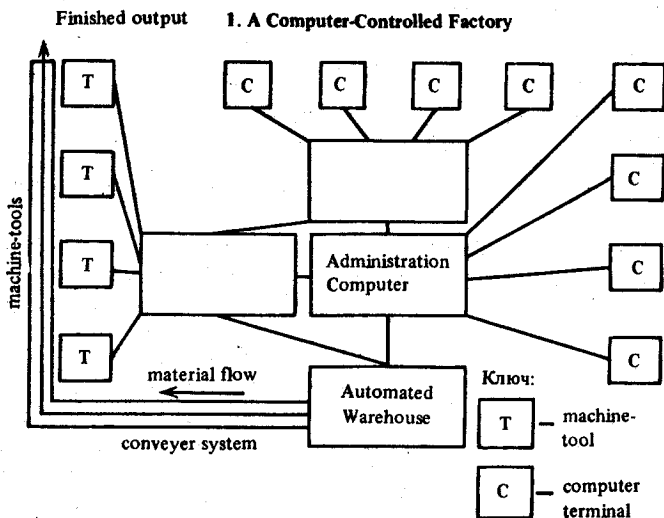 Finished output
1. A Computer-Controlled Factory
T
C
C
C
C
C
T
C
T
C
T
C
machine-tools
Administration
Computer
material flow
Automated
Warehouse
conveyer system
Ключ:
T — machine-
tool
C — computer
terminal